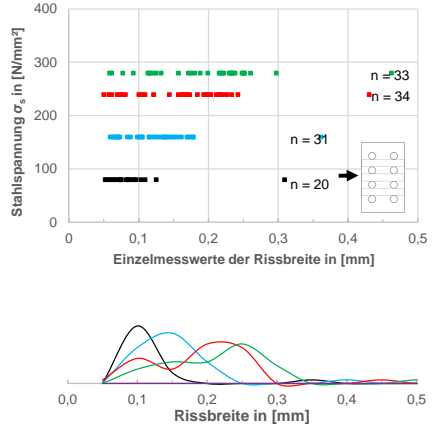 Stahlspannung σs in [N/mm²]
400
300
200
100
0
n = 33
n = 34
n = 31
n = 20
0 0,1 0,2 0,3 0,4 0,5
Einzelmesswerte der Rissbreite in [mm]
0,0 0,1 0,2 0,3 0,4 0,5
Rissbreite in [mm]